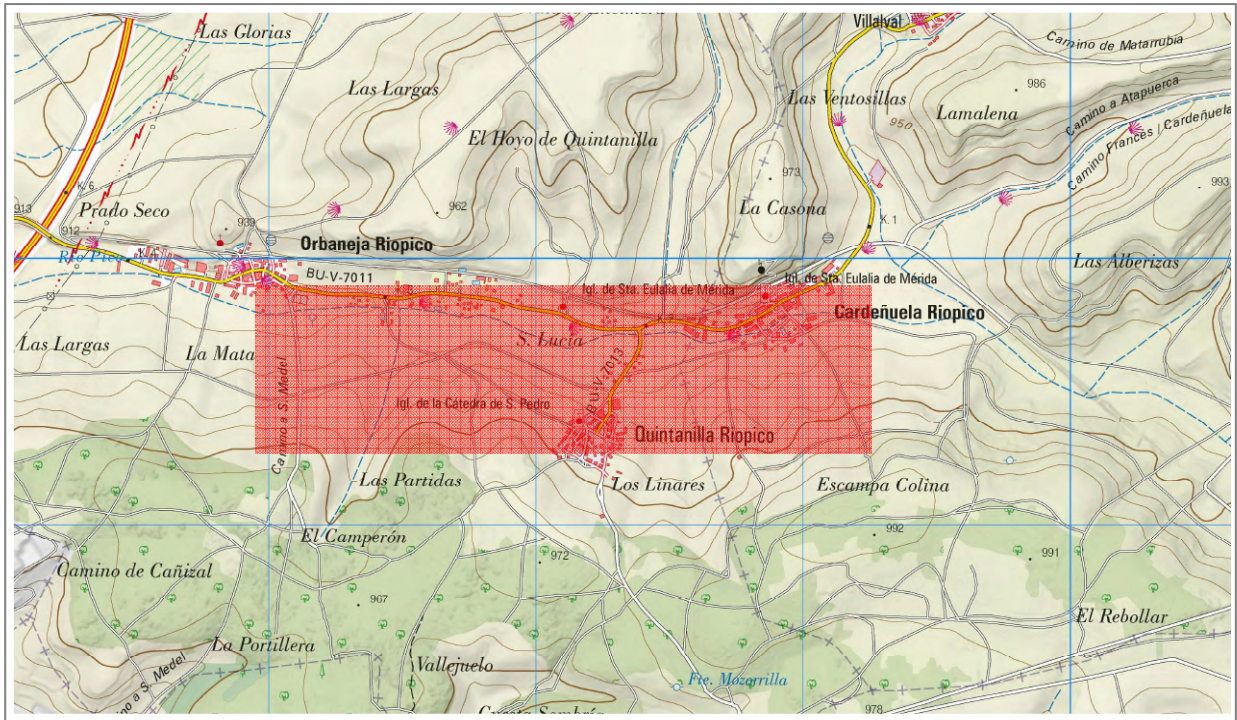 Las Glorias
Villalval
Camino de Matarrubia
Las Largas
986
Las Ventosillas
Lamalena
Camino a Atapuerca
950
El Hoyo de Quintanilla
Camino Francés | Cardeñuela
K. 6
973
993
913
Prado Seco
962
La Casona
939
K. 1
912
Orbaneja Riopico
Río Pico
Las Alberizas
BU-V-7011
Igl. de Sta. Eulalia de Mérida
Igl. de Sta. Eulalia de Mérida
Cardeñuela Riopico
Las Largas
La Mata
S. Lucía
BU-V-7013
Camino a S. Medel
Igl. de la Cátedra de S. Pedro
Quintanilla Riopico
Las Partidas
Los Linares
Escampa Colina
El Camperón
992
972
991
Camino de Cañizal
967
El Rebollar
La Portillera
Vallejuelo
Fte. Mozorrilla
978